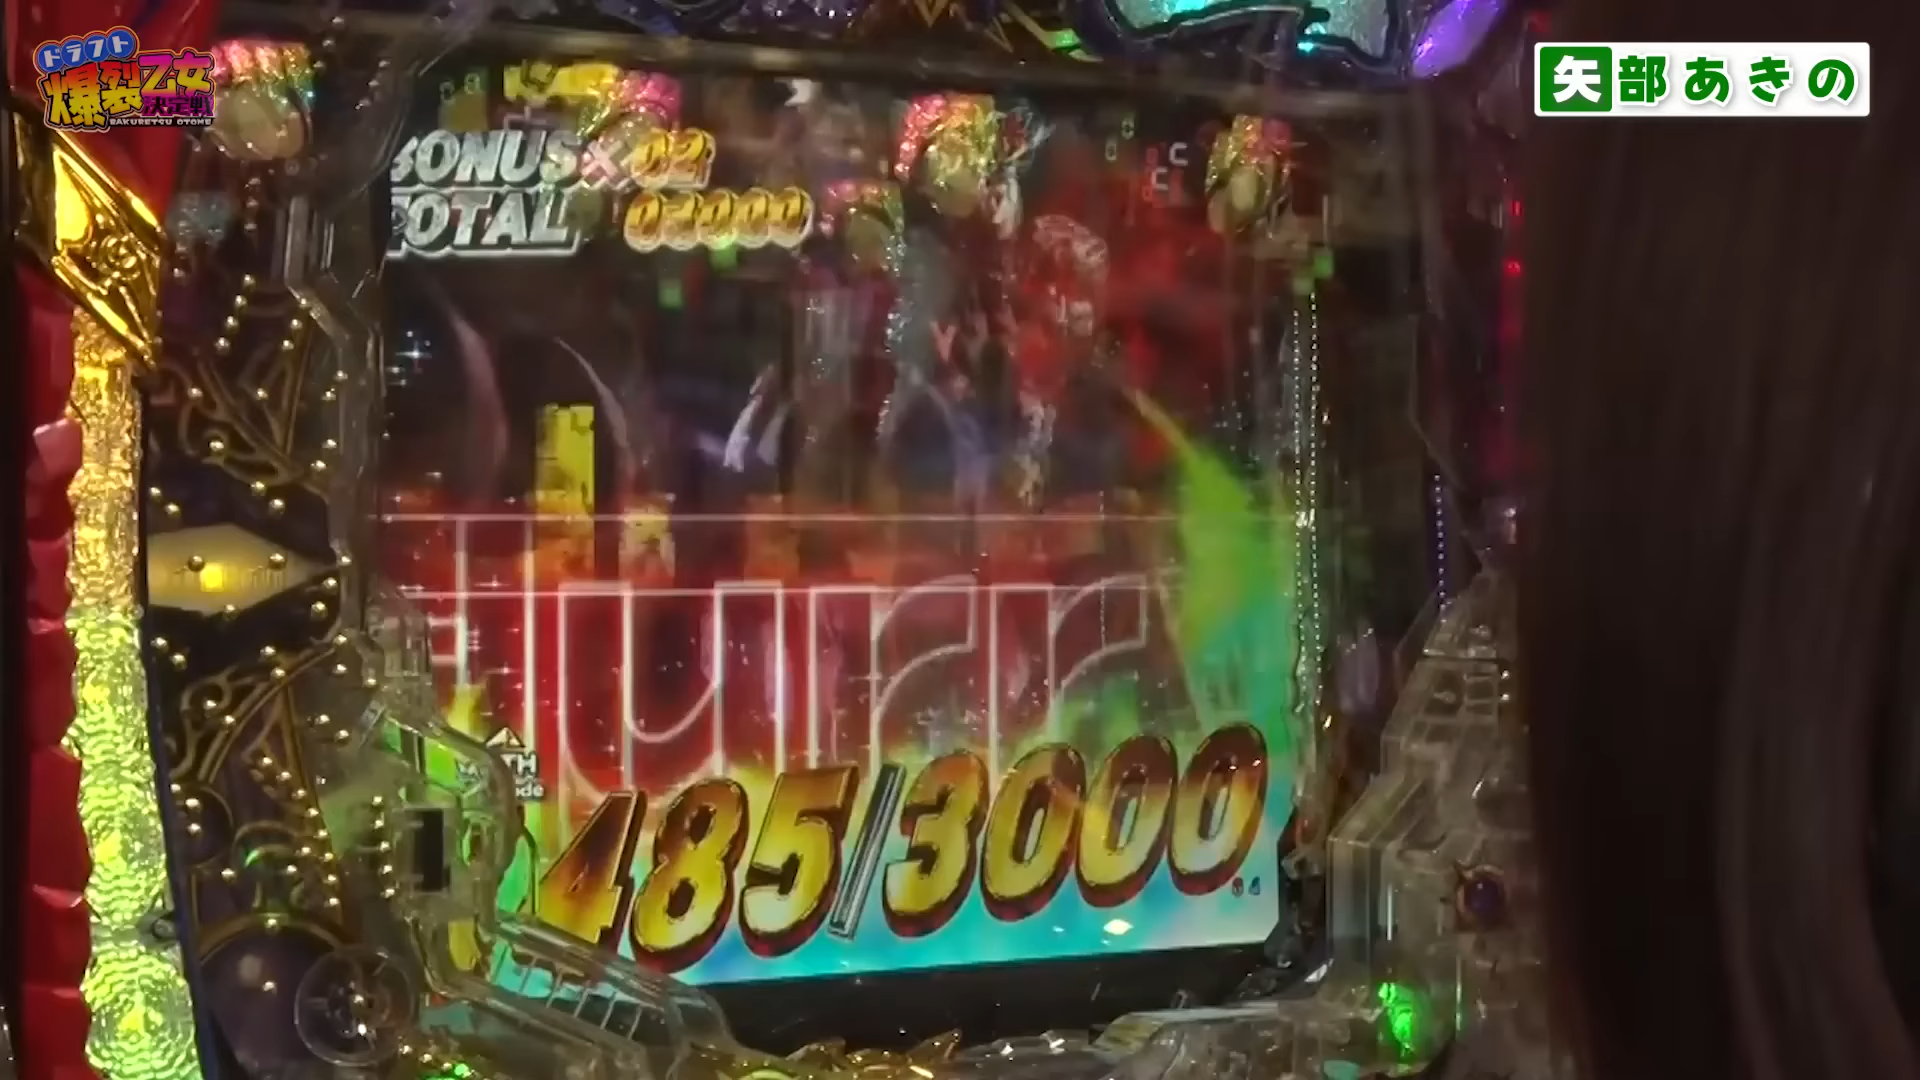 ドラフト
爆裂乙女
決定戦
BAKURETSU OTOME
矢部あきの
BONUS×02
TOTAL 03000
485/3000